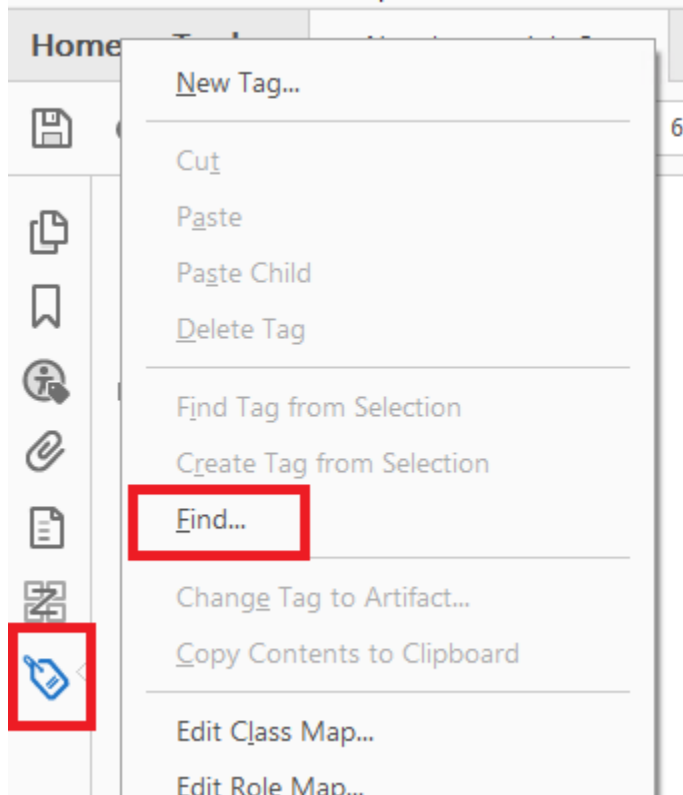 Home
6
New Tag...
Cut
Paste
Paste Child
Delete Tag
Find Tag from Selection
Create Tag from Selection
Find...
Change Tag to Artifact...
Copy Contents to Clipboard
Edit Class Map...
Edit Role Map...